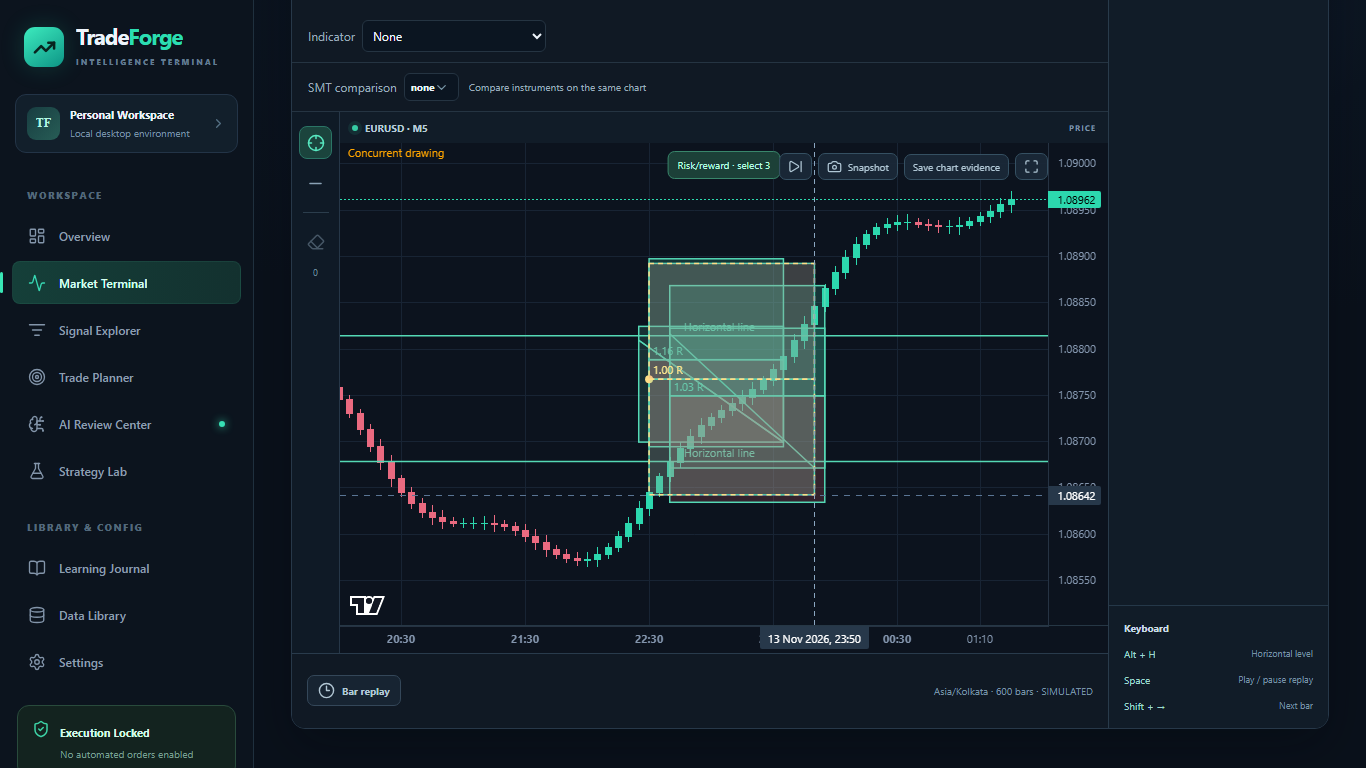 TradeForge
INTELLIGENCE TERMINAL
TF
Personal Workspace
Local desktop environment
WORKSPACE
Overview
Market Terminal
Signal Explorer
Trade Planner
AI Review Center
Strategy Lab
LIBRARY & CONFIG
Learning Journal
Data Library
Settings
Execution Locked
No automated orders enabled
Indicator
None
SMT comparison
none
Compare instruments on the same chart
EURUSD · M5
PRICE
Concurrent drawing
Risk/reward · select 3
Snapshot
Save chart evidence
0
Horizontal line
1.16 R
1.00 R
1.03 R
Horizontal line
1.09000
1.08962
1.08950
1.08900
1.08850
1.08800
1.08750
1.08700
1.08650
1.08642
1.08600
1.08550
20:30
21:30
22:30
13 Nov 2026, 23:50
00:30
01:10
Bar replay
Asia/Kolkata · 600 bars · SIMULATED
Keyboard
Alt + H
Horizontal level
Space
Play / pause replay
Shift + →
Next bar